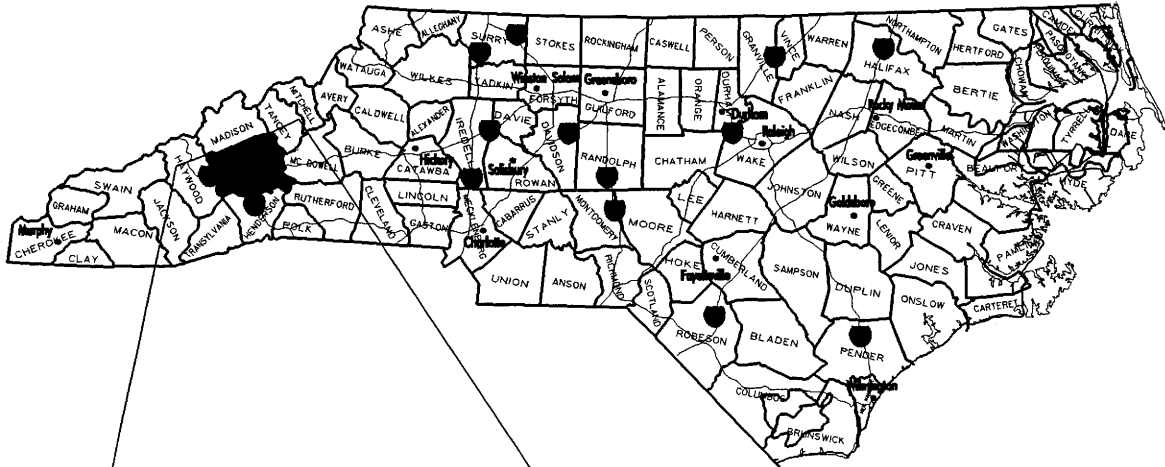 ASHE
ALLEGHANY
SURRY
STOKES
ROCKINGHAM
CASWELL
PERSON
GRANVILLE
VINCE
WARREN
NORTHAMPTON
HALIFAX
HERTFORD
GATES
WATAUGA
WILKES
YADKIN
Winston Salem
FORSYTH
Greensboro
GUILFORD
ALAMANCE
ORANGE
DURHAM
Durham
FRANKLIN
BERTIE
CHOWAN
MITCHELL
AVERY
CALDWELL
ALEXANDER
IREDELL
DAVIE
DAVIDSON
NASH
Rocky Mount
EDGECOMBE
MARTIN
WASHINGTON
TYRRELL
DARE
MADISON
YANCEY
BURKE
Hickory
CATAWBA
Salisbury
ROWAN
RANDOLPH
CHATHAM
WAKE
Raleigh
WILSON
Greenville
PITT
BEAUFORT
HYDE
HAYWOOD
MC DOWELL
SWAIN
GRAHAM
JACKSON
TRANSYLVANIA
HENDERSON
RUTHERFORD
POLK
CLEVELAND
LINCOLN
GASTON
MECKLENBURG
Charlotte
CABARRUS
STANLY
MONTGOMERY
MOORE
LEE
HARNETT
JOHNSTON
Goldsboro
WAYNE
GREENE
LENIOR
CRAVEN
Murphy
CHEROKEE
CLAY
MACON
UNION
ANSON
RICHMOND
HOKE
Fayetteville
CUMBERLAND
SAMPSON
DUPLIN
JONES
ONSLOW
CARTERET
SCOTLAND
ROBESON
BLADEN
PENDER
Wilmington
COLUMBUS
BRUNSWICK